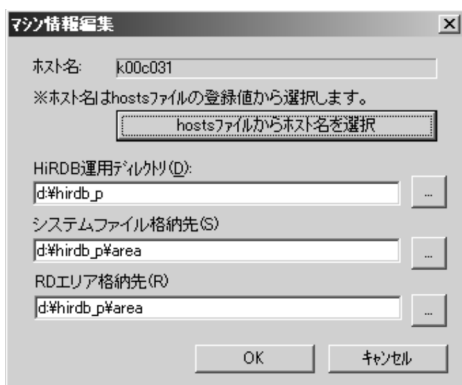 マシン情報編集
ホスト名: k00c031
※ホスト名はhostsファイルの登録値から選択します。
hostsファイルからホスト名を選択
HiRDB運用ディレクトリ(D):
d:¥hirdb_p
...
システムファイル格納先(S)
d:¥hirdb_p¥area
...
RDエリア格納先(R)
d:¥hirdb_p¥area
...
OK キャンセル